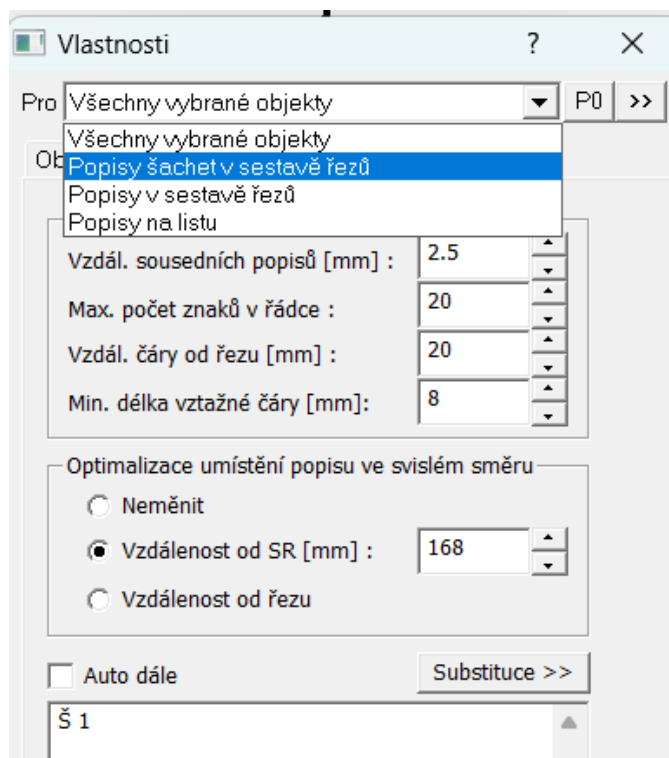 Vlastnosti ? ×
Pro Všechny vybrané objekty P0 >>
Všechny vybrané objekty
Popisy šachet v sestavě řezů
Popisy v sestavě řezů
Popisy na listu
Vzdál. sousedních popisů [mm] : 2.5
Max. počet znaků v řádce : 20
Vzdál. čáry od řezu [mm] : 20
Min. délka vztažné čáry [mm]: 8
Optimalizace umístění popisu ve svislém směru
Neměnit
Vzdálenost od SR [mm] : 168
Vzdálenost od řezu
Auto dále Substituce >>
Š 1